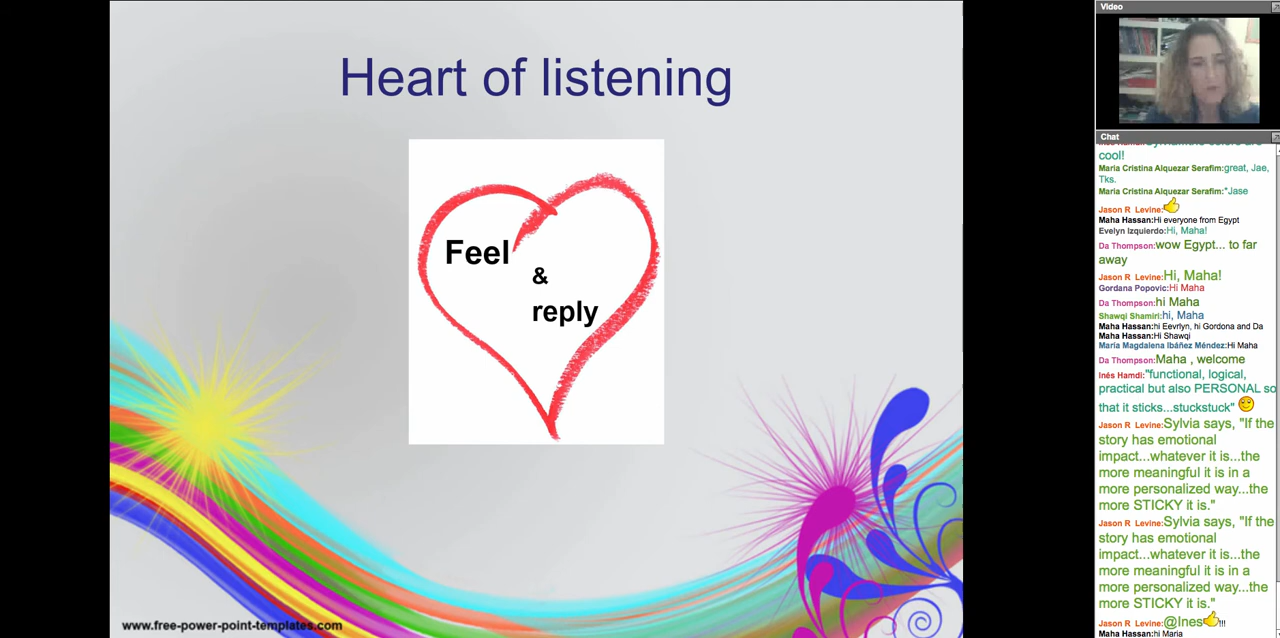 Heart of listening
Feel
&
reply
www.free-power-point-templates.com
Video
Chat
cool!
Maria Cristina Alquezar Serafim:great, Jae,
Tks.
Maria Cristina Alquezar Serafim:"Jase
Jason R Levine:
Maha Hassan:Hi everyone from Egypt
Evelyn Izquierdo:Hi, Maha!
Da Thompson:wow Egypt... to far
away
Jason R Levine:Hi, Maha!
Gordana Popovic:Hi Maha
Da Thompson:hi Maha
Shawqi Shamiri:hi, Maha
Maha Hassan:hi Eevrlyn, hi Gordona and Da
Maha Hassan:Hi Shawqi
María Magdalena Ibáñez Méndez:Hi Maha
Da Thompson:Maha , welcome
Inés Hamdi:"functional, logical,
practical but also PERSONAL so
that it sticks...stuckstuck"
Jason R Levine:Sylvia says, "If the
story has emotional
impact...whatever it is...the
more meaningful it is in a
more personalized way...the
more STICKY it is."
Jason R Levine:Sylvia says, "If the
story has emotional
impact...whatever it is...the
more meaningful it is in a
more personalized way...the
more STICKY it is."
Jason R Levine:@Ines !!!
Maha Hassan:hi Maria